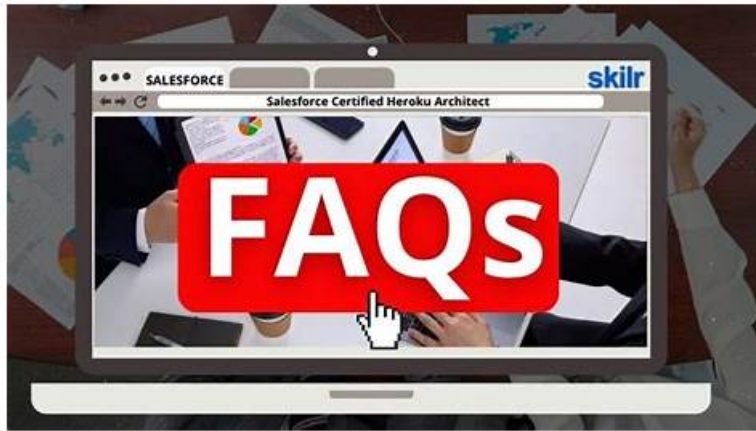 SALESFORCE
skilr
Salesforce Certified Heroku Architect
FAQs